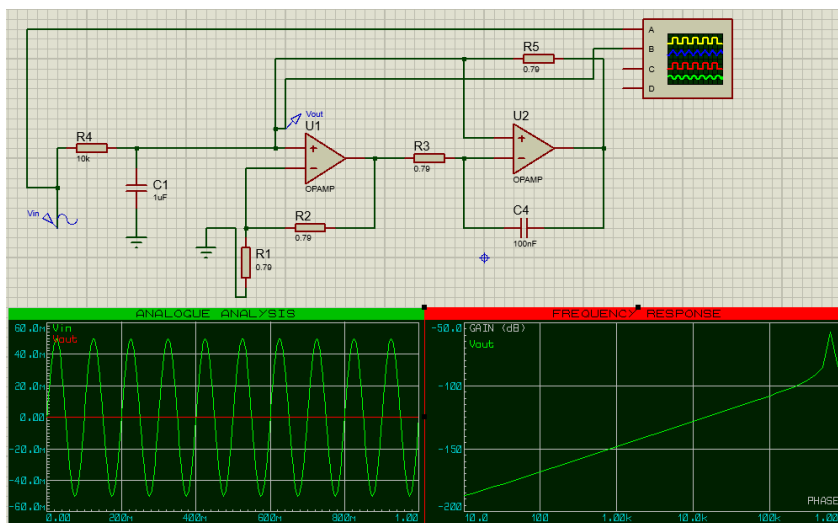 A
B
C
D
R5
0.79
Vout
U1
U2
R4
10k
R3
0.79
OPAMP
OPAMP
C1
1uF
Vin
R2
0.79
C4
100nF
R1
0.79
ANALOGUE ANALYSIS
FREQUENCY RESPONSE
60.0m
Vin
Vout
40.0m
20.0m
0.00
-20.0m
-40.0m
-60.0m
0.00
200m
400m
600m
800m
1.00
-50.0
GAIN (dB)
Vout
-100
-150
-200
PHASE
10.0
100
1.00k
10.0k
100k